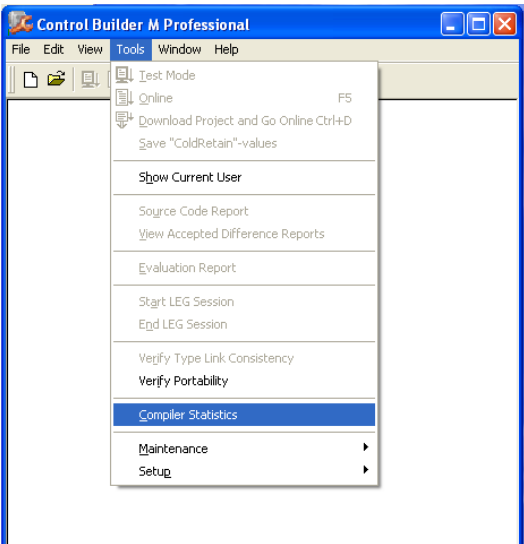 Control Builder M Professional
File Edit View Tools Window Help
Test Mode
Online F5
Download Project and Go Online Ctrl+D
Save "ColdRetain"-values
Show Current User
Source Code Report
View Accepted Difference Reports
Evaluation Report
Start LEG Session
End LEG Session
Verify Type Link Consistency
Verify Portability
Compiler Statistics
Maintenance
Setup